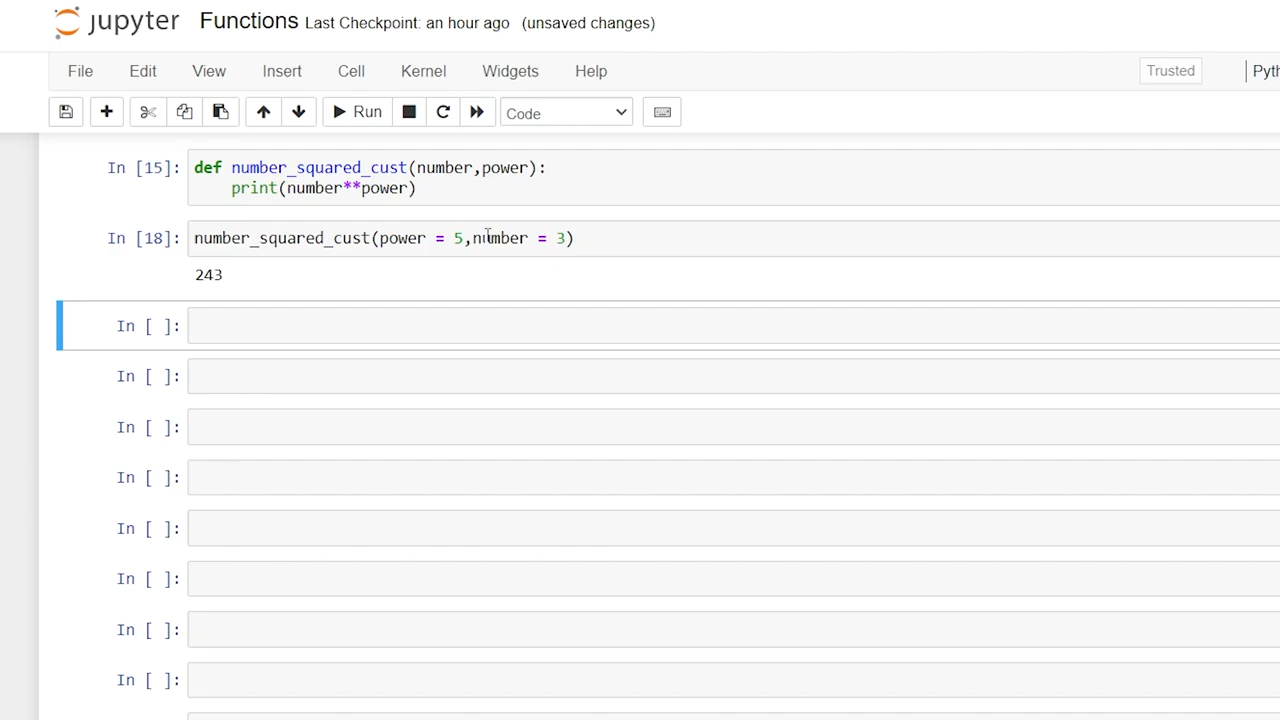 jupyter Functions Last Checkpoint: an hour ago (unsaved changes)
File Edit View Insert Cell Kernel Widgets Help Trusted Pyth
Run Code
In [15]: def number_squared_cust(number,power):
print(number**power)
In [18]: number_squared_cust(power = 5,number = 3)
243
In [ ]:
In [ ]:
In [ ]:
In [ ]:
In [ ]:
In [ ]:
In [ ]:
In [ ]: